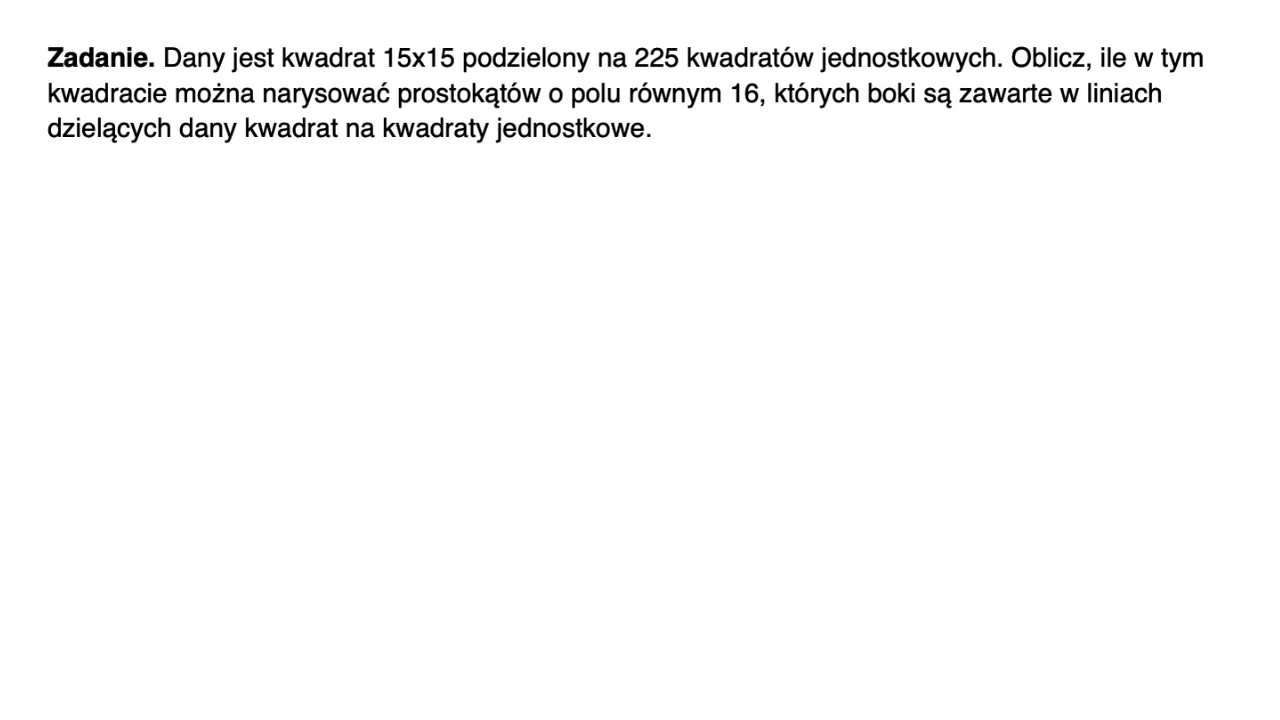 Zadanie. Dany jest kwadrat 15x15 podzielony na 225 kwadratów jednostkowych. Oblicz, ile w tym
kwadracie można narysować prostokątów o polu równym 16, których boki są zawarte w liniach
dzielących dany kwadrat na kwadraty jednostkowe.